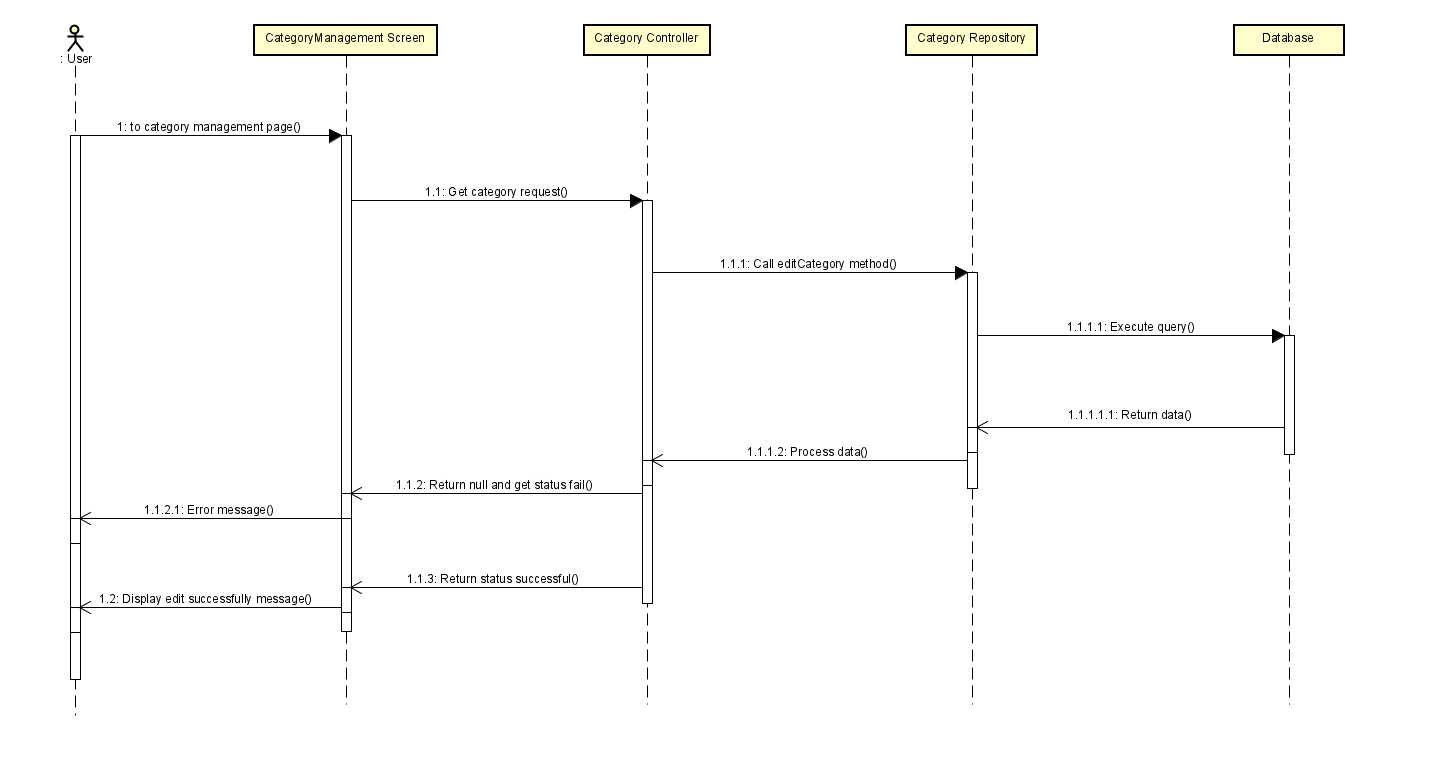 : User
CategoryManagement Screen
Category Controller
Category Repository
Database
1: to category management page()
1.1: Get category request()
1.1.1: Call editCategory method()
1.1.1.1: Execute query()
1.1.1.1.1: Return data()
1.1.1.2: Process data()
1.1.2: Return null and get status fail()
1.1.2.1: Error message()
1.1.3: Return status successful()
1.2: Display edit successfully message()